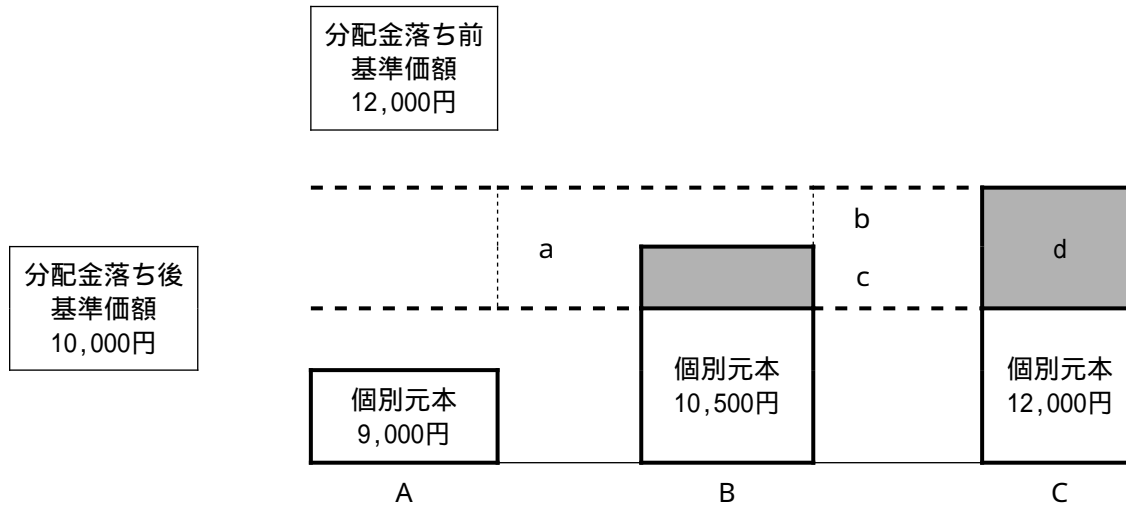 分配金落ち前
基準価額
12,000円
分配金落ち後
基準価額
10,000円
a
b
c
d
個別元本
9,000円
個別元本
10,500円
個別元本
12,000円
A
B
C